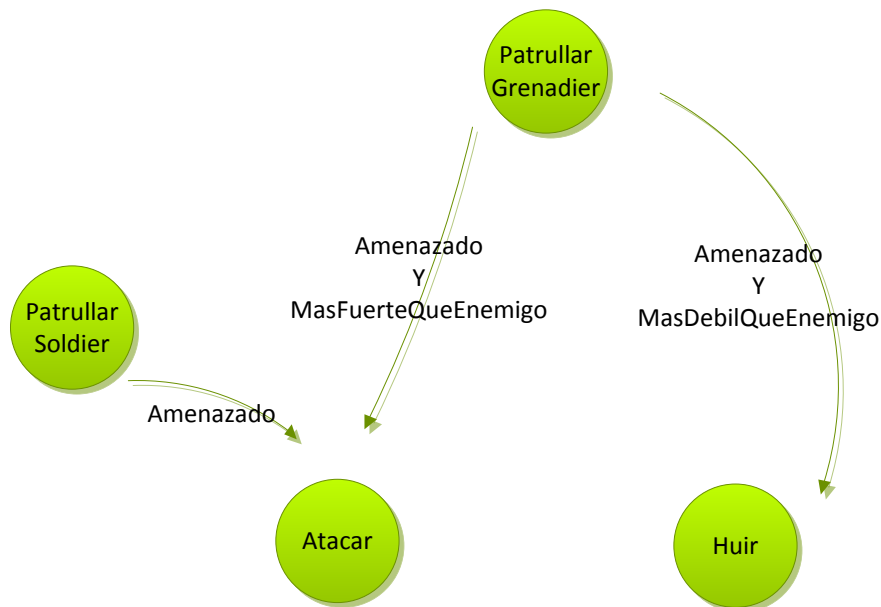 Patrullar
Grenadier
Amenazado
Y
MasFuerteQueEnemigo
Amenazado
Y
MasDebilQueEnemigo
Patrullar
Soldier
Amenazado
Atacar
Huir